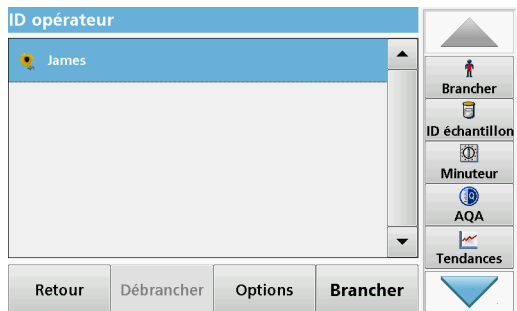 ID opérateur
James
Brancher
ID échantillon
Minuteur
AQA
Tendances
Retour
Débrancher
Options
Brancher